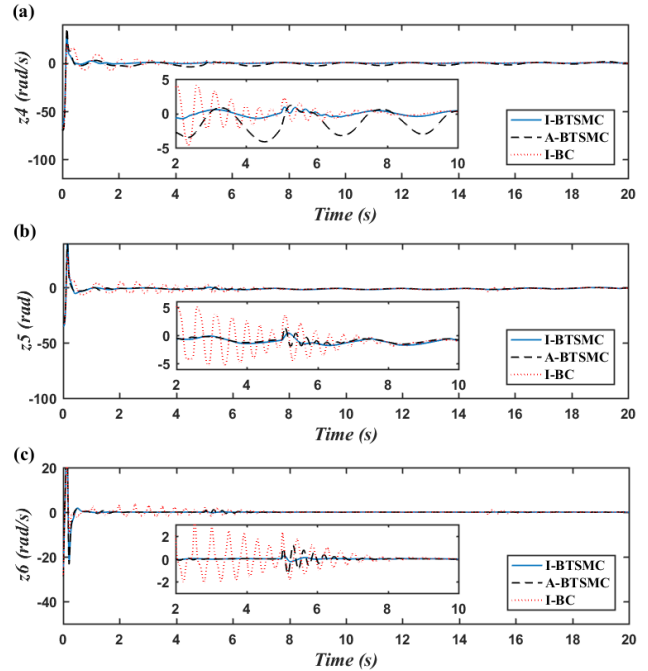 (a)
z4 (rad/s)
0
-50
-100
5
0
-5
2 4 6 8 10
I-BTSMC
A-BTSMC
I-BC
0 2 4 6 8 10 12 14 16 18 20
Time (s)
(b)
z5 (rad)
0
-50
-100
5
0
-5
2 4 6 8 10
I-BTSMC
A-BTSMC
I-BC
0 2 4 6 8 10 12 14 16 18 20
Time (s)
(c)
z6 (rad/s)
20
0
-20
-40
2
0
-2
2 4 6 8 10
I-BTSMC
A-BTSMC
I-BC
0 2 4 6 8 10 12 14 16 18 20
Time (s)